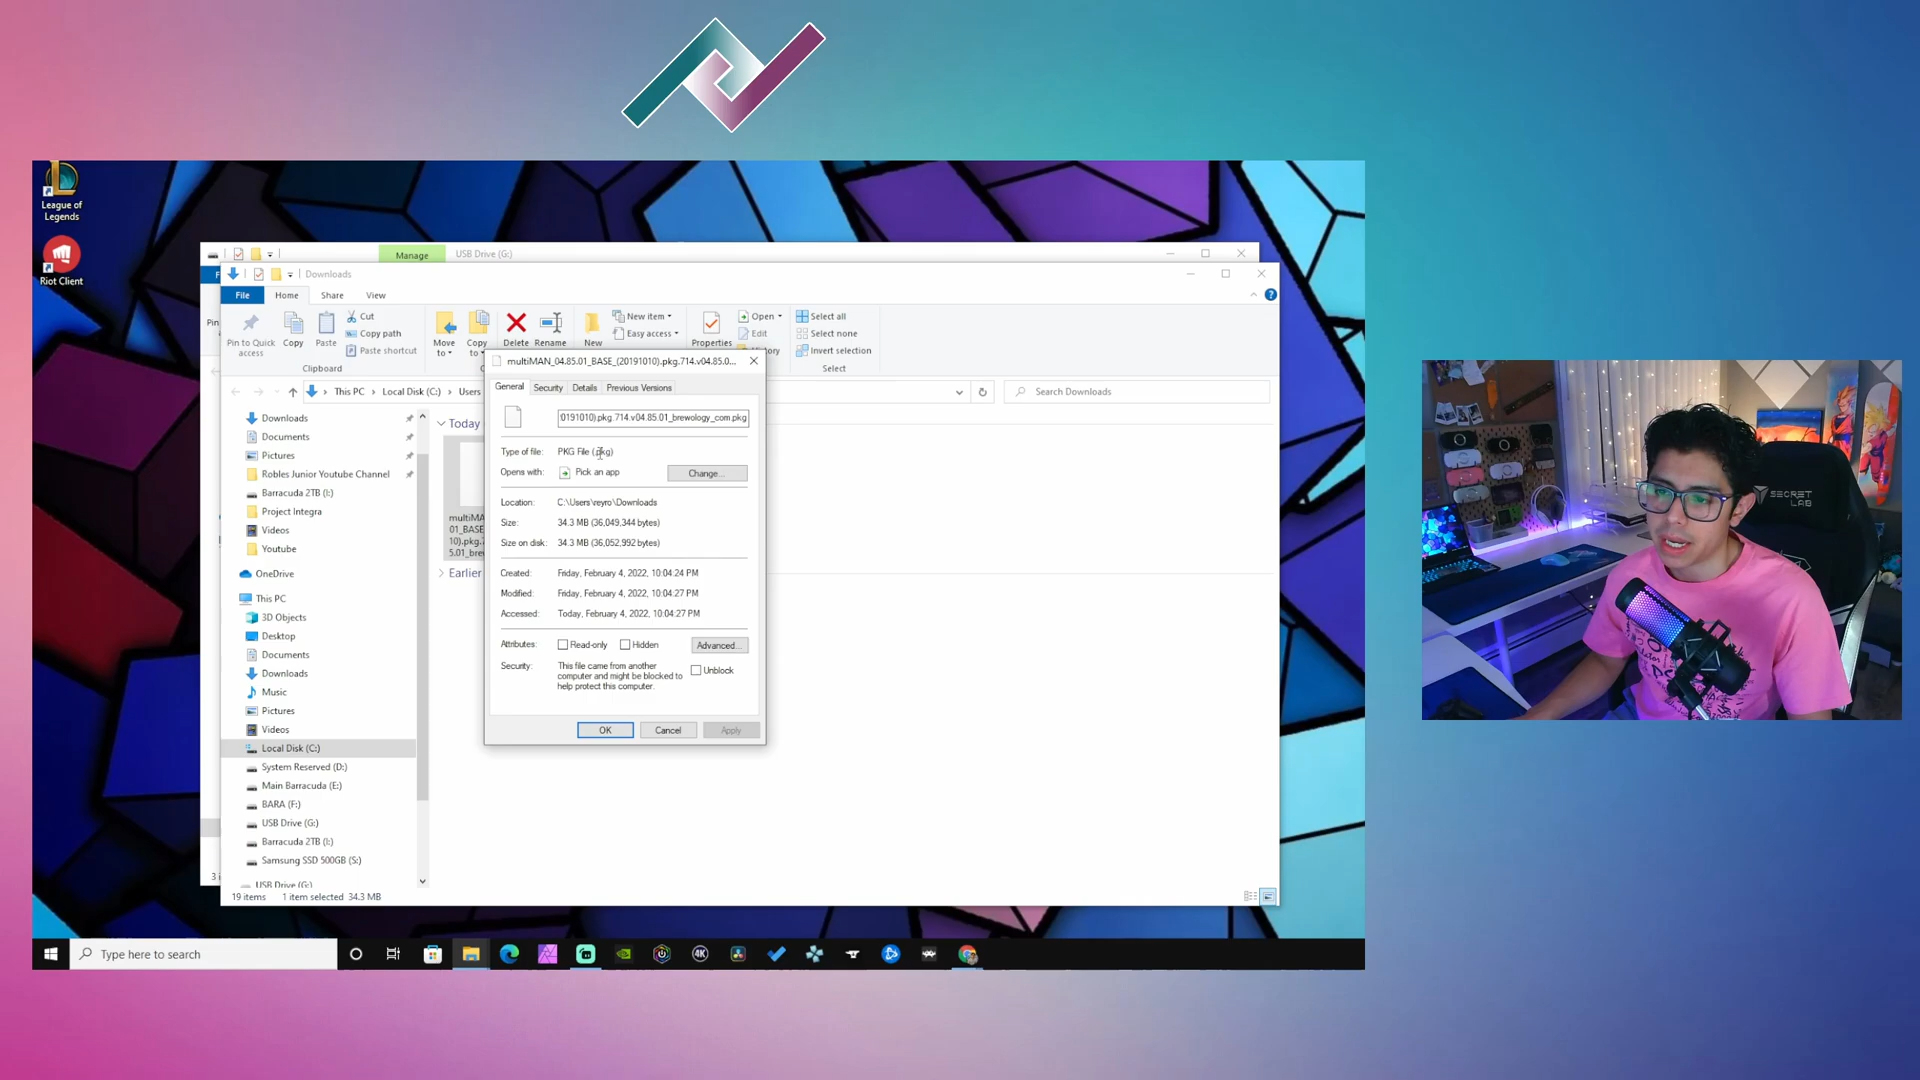 League of
Legends
Riot Client
Manage
USB Drive (G:)
Downloads
File
Home
Share
View
Pin to Quick
access
Copy
Paste
Cut
Copy path
Paste shortcut
Clipboard
Move
to
Copy
to
Delete
Rename
New
New item
Easy access
Properties
Open
Edit
History
Select all
Select none
Invert selection
Select
This PC
Local Disk (C:)
Users
Search Downloads
Downloads
Documents
Pictures
Robles Junior Youtube Channel
Barracuda 2TB (I:)
Project Integra
Videos
Youtube
OneDrive
This PC
3D Objects
Desktop
Documents
Downloads
Music
Pictures
Videos
Local Disk (C:)
System Reserved (D:)
Main Barracuda (E:)
BARA (F:)
USB Drive (G:)
Barracuda 2TB (I:)
Samsung SSD 500GB (S:)
USB Drive (G:)
19 items
1 item selected 34.3 MB
Today
Earlier
multiMAN_04.85.01_BASE_(20191010).pkg.714.v04.85.0...
General
Security
Details
Previous Versions
0191010).pkg.714.v04.85.01_brewology_com.pkg
Type of file: PKG File (.pkg)
Opens with: Pick an app
Change...
Location: C:\Users\reyro\Downloads
Size: 34.3 MB (36,049,344 bytes)
Size on disk: 34.3 MB (36,052,992 bytes)
Created: Friday, February 4, 2022, 10:04:24 PM
Modified: Friday, February 4, 2022, 10:04:27 PM
Accessed: Today, February 4, 2022, 10:04:27 PM
Attributes: Read-only Hidden
Advanced...
Security: This file came from another
computer and might be blocked to
help protect this computer.
Unblock
OK
Cancel
Apply
Type here to search
4K
SECRET
LAB